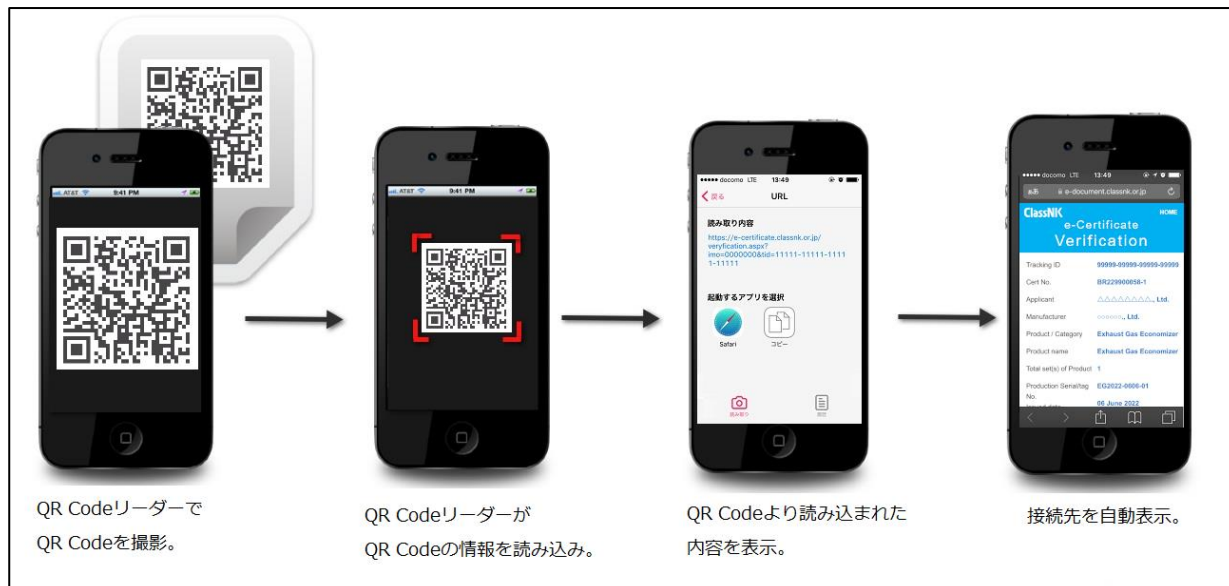 AT&T 9:41 PM
QR Codeリーダーで
QR Codeを撮影。
AT&T 9:41 PM
QR Codeリーダーが
QR Codeの情報を読み込み。
docomo LTE 13:49
戻る URL
読み取り内容
https://e-certificate.classnk.or.jp/
veryfication.aspx?
imo=0000000&tid=11111-11111-1111
1-11111
起動するアプリを選択
Safari コピー
読み取り
QR Codeより読み込まれた
内容を表示。
docomo LTE 13:49
ああ e-document.classnk.or.jp
ClassNK HOME
e-Certificate
Verification
Tracking ID 99999-99999-99999-99999
Cert No. BR229900058-1
Applicant △△△△△△△△., Ltd.
Manufacturer ○○○○○○., Ltd.
Product / Category Exhaust Gas Economizer
Product name Exhaust Gas Economizer
Total set(s) of Product 1
Production Serial/tag EG2022-0606-01
No.
Issued date 06 June 2022
接続先を自動表示。